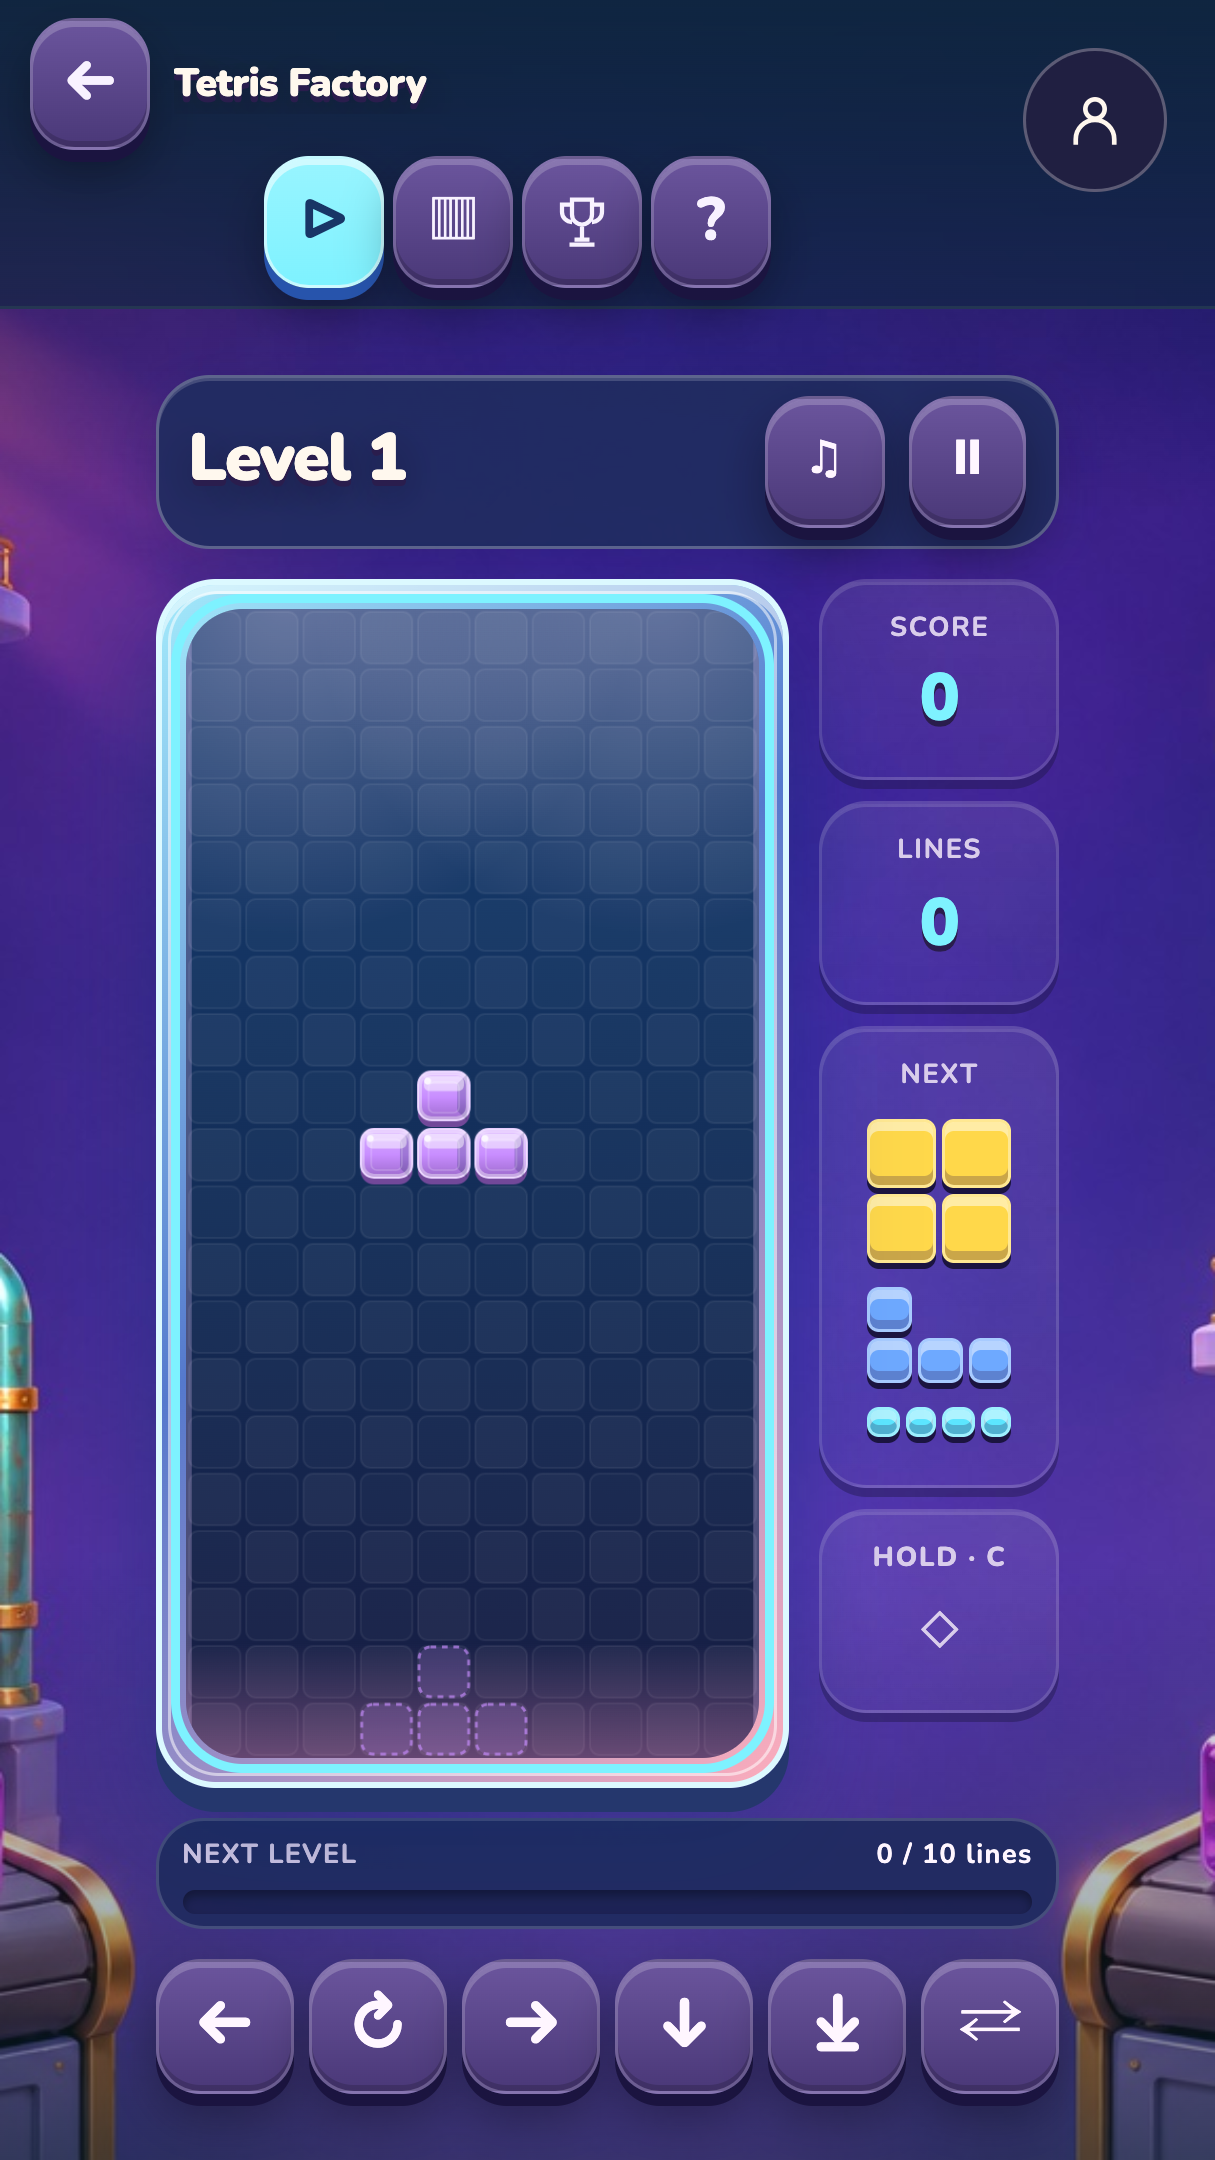 Tetris Factory
?
Level 1
SCORE
0
LINES
0
NEXT
HOLD · C
NEXT LEVEL
0 / 10 lines